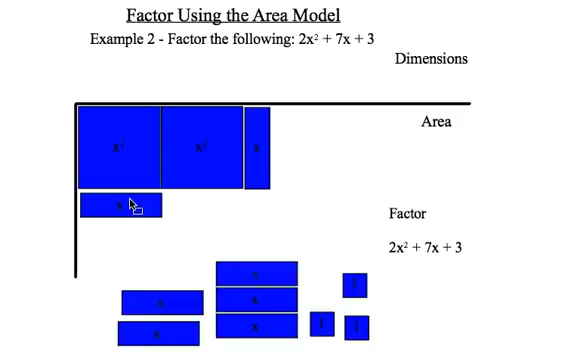 Factor Using the Area Model
Example 2 - Factor the following: 2x² + 7x + 3
Dimensions
Area
x² x² x
x
Factor
2x² + 7x + 3
x
x
x
x
x
1
1
1